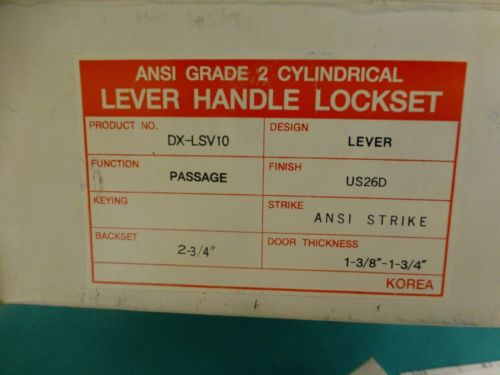 ANSI GRADE 2 CYLINDRICAL
LEVER HANDLE LOCKSET
PRODUCT NO.
DX-LSV10
DESIGN
LEVER
FUNCTION
PASSAGE
FINISH
US26D
KEYING
STRIKE
ANSI STRIKE
BACKSET
2-3/4"
DOOR THICKNESS
1-3/8"-1-3/4"
KOREA